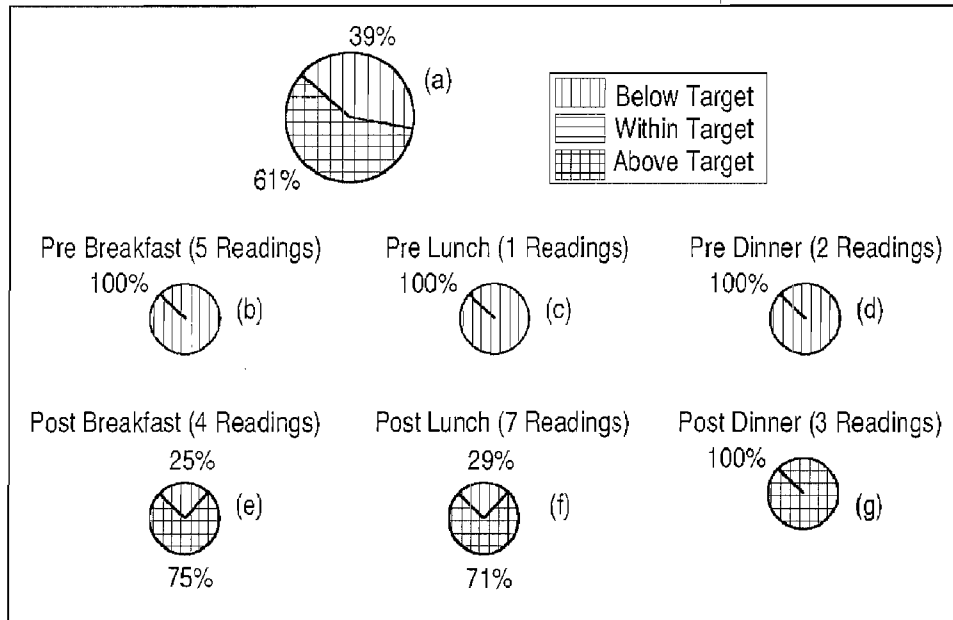 39%
(a)
61%
Below Target
Within Target
Above Target
Pre Breakfast (5 Readings)
100%
(b)
Pre Lunch (1 Readings)
100%
(c)
Pre Dinner (2 Readings)
100%
(d)
Post Breakfast (4 Readings)
25%
(e)
75%
Post Lunch (7 Readings)
29%
(f)
71%
Post Dinner (3 Readings)
100%
(g)